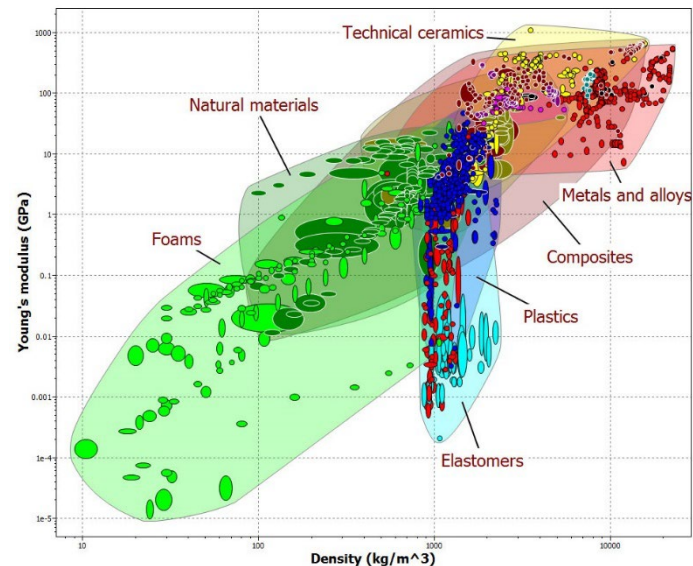 Technical ceramics
Natural materials
Foams
Metals and alloys
Composites
Plastics
Elastomers
Young's modulus (GPa)
1000
100
10
1
0.1
0.01
0.001
1e-4
1e-5
10
100
1000
10000
Density (kg/m^3)